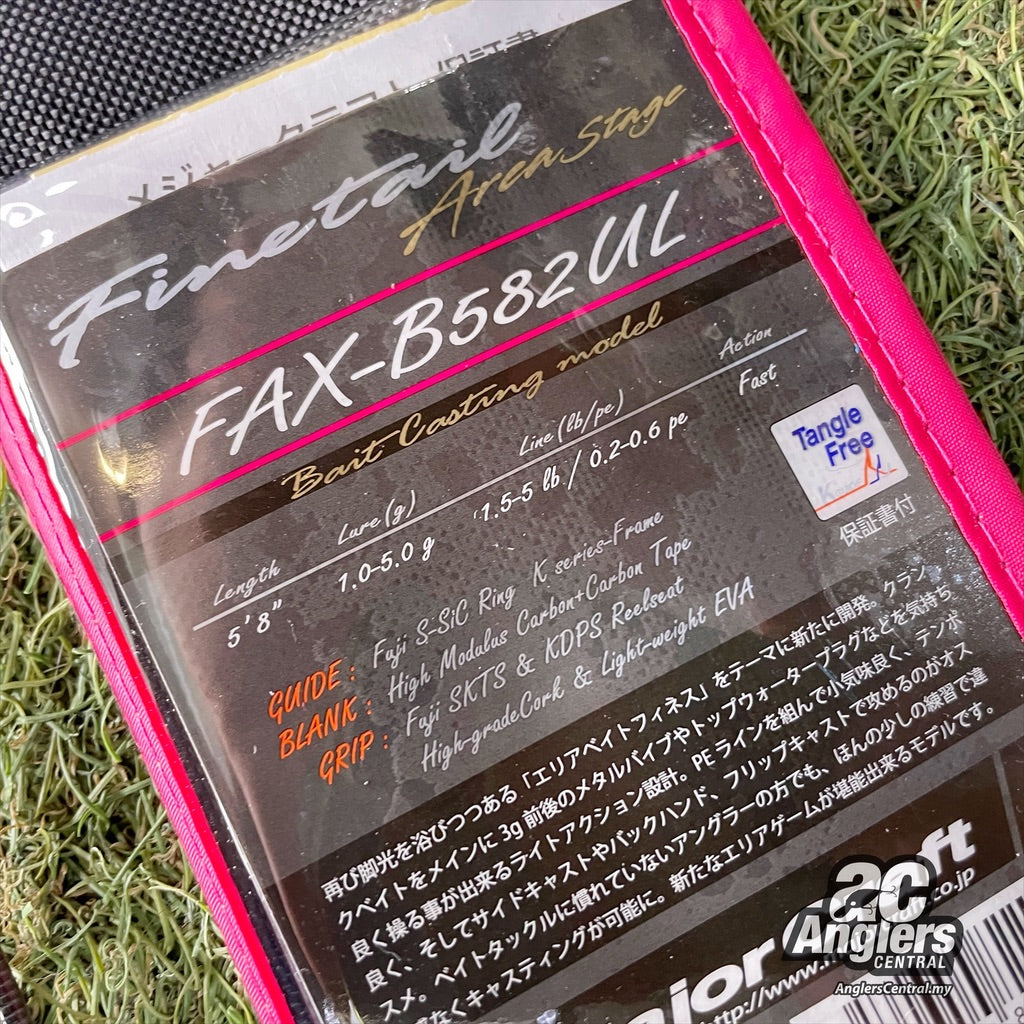 Finetail
Area Stage
FAX-B582UL
Bait Casting model
Length Lure (g) Line (lb/pe) Action
5'8" 1.0-5.0 g 1.5-5 lb / 0.2-0.6 pe Fast
Tangle
Free
保証書付
GUIDE : Fuji S-SiC Ring K series-Frame
BLANK : High Modulus Carbon+Carbon Tape
GRIP : Fuji SKTS & KDPS Reelseat
High-gradeCork & Light-weight EVA
再び脚光を浴びつつある「エリアベイトフィネス」をテーマに新たに開発。クラン
クベイトをメインに3g前後のメタルバイブやトップウォータープラグなどを気持ち
良く操る事が出来るライトアクション設計。PEラインを組んで小気味良く、テンポ
良く、そしてサイドキャストやバックハンド、フリップキャストで攻めるのがオス
スメ。ベイトタックルに慣れていないアングラーの方でも、ほんの少しの練習で違
なくキャスティングが可能に。新たなエリアゲームが堪能出来るモデルです。
ac
Anglers
CENTRAL
AnglersCentral.my